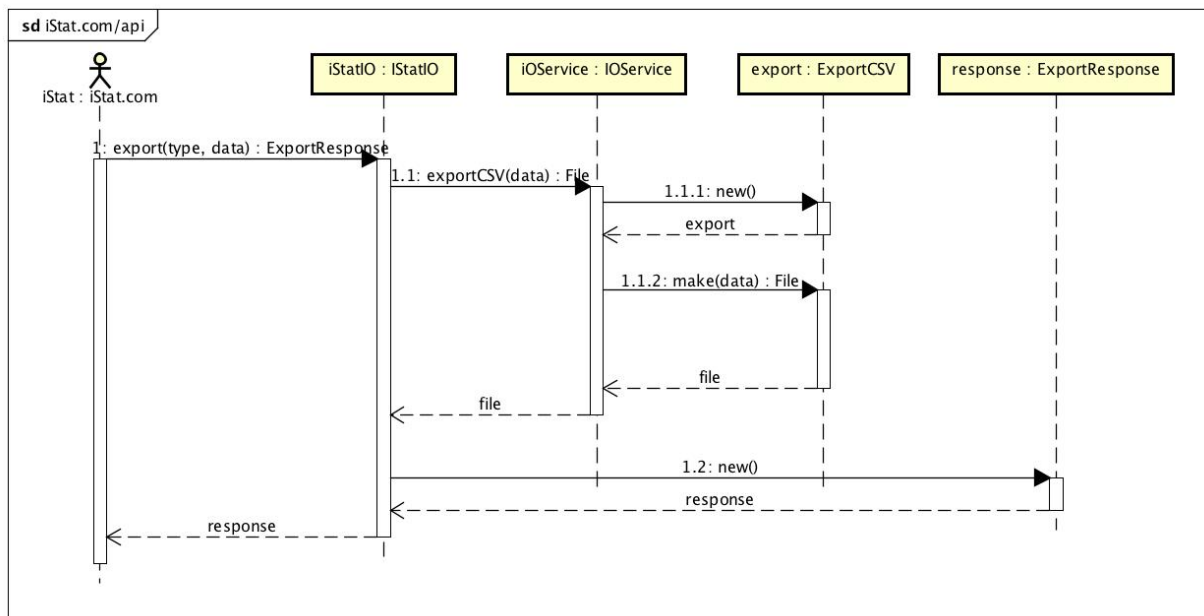 sd iStat.com/api
iStat : iStat.com
iStatIO : IStatIO
iOService : IOService
export : ExportCSV
response : ExportResponse
1: export(type, data) : ExportResponse
1.1: exportCSV(data) : File
1.1.1: new()
export
1.1.2: make(data) : File
file
file
1.2: new()
response
response